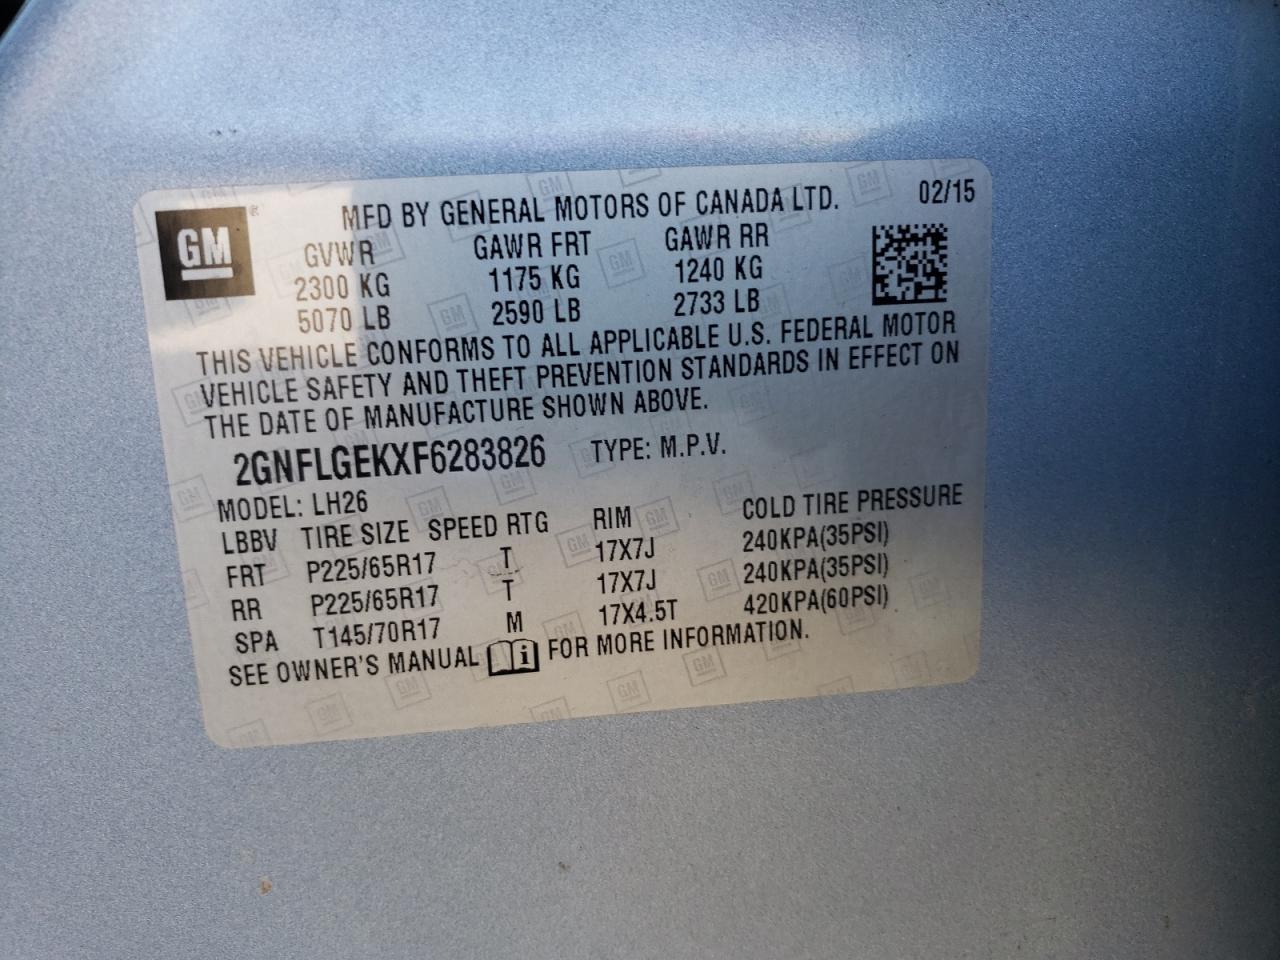 GM ® MFD BY GENERAL MOTORS OF CANADA LTD. 02/15
GVWR GAWR FRT GAWR RR
2300 KG 1175 KG 1240 KG
5070 LB 2590 LB 2733 LB
THIS VEHICLE CONFORMS TO ALL APPLICABLE U.S. FEDERAL MOTOR
VEHICLE SAFETY AND THEFT PREVENTION STANDARDS IN EFFECT ON
THE DATE OF MANUFACTURE SHOWN ABOVE.
2GNFLGEKXF6283826 TYPE: M.P.V.
MODEL: LH26
LBBV TIRE SIZE SPEED RTG RIM COLD TIRE PRESSURE
FRT P225/65R17 T 17X7J 240KPA(35PSI)
RR P225/65R17 T 17X7J 240KPA(35PSI)
SPA T145/70R17 M 17X4.5T 420KPA(60PSI)
SEE OWNER'S MANUAL i FOR MORE INFORMATION.